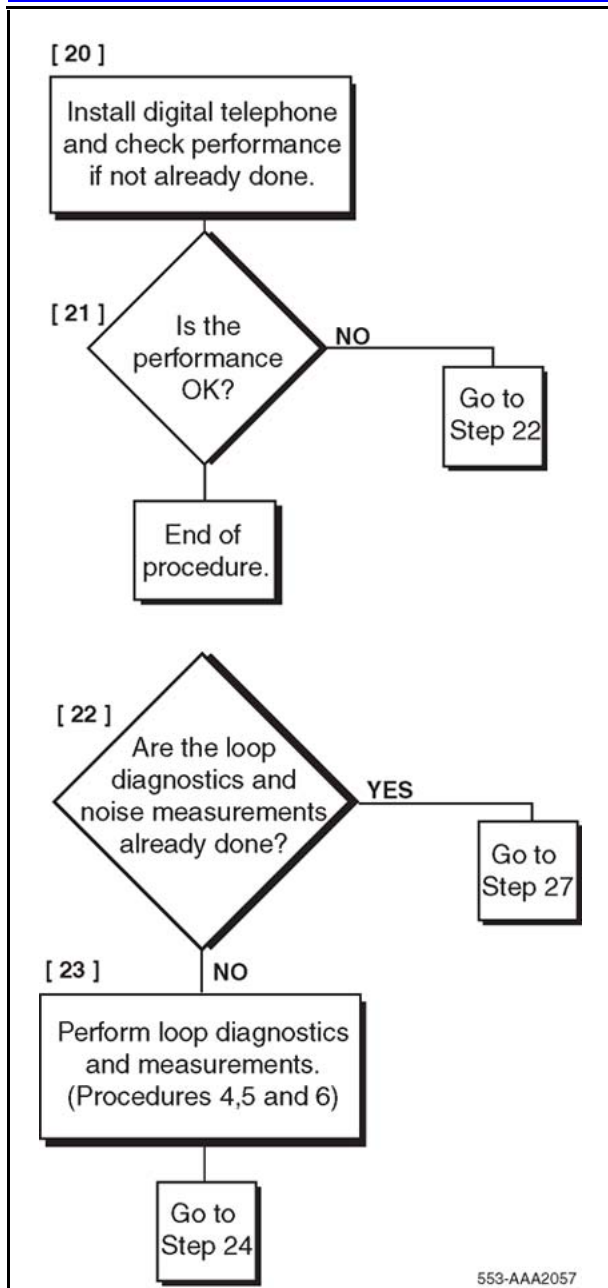 [ 20 ]
Install digital telephone
and check performance
if not already done.
[ 21 ]
Is the
performance
OK?
NO
Go to
Step 22
End of
procedure.
[ 22 ]
Are the loop
diagnostics and
noise measurements
already done?
YES
Go to
Step 27
[ 23 ]
NO
Perform loop diagnostics
and measurements.
(Procedures 4,5 and 6)
Go to
Step 24
553-AAA2057